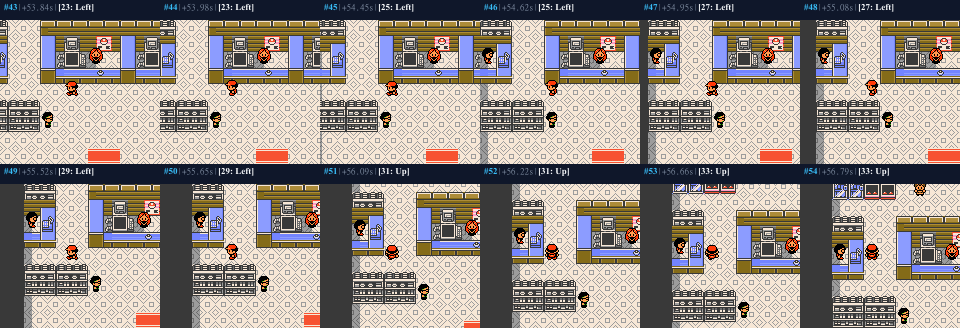 #43 | +53.84s | [23: Left]
#44 | +53.98s | [23: Left]
#45 | +54.45s | [25: Left]
#46 | +54.62s | [25: Left]
#47 | +54.95s | [27: Left]
#48 | +55.08s | [27: Left]
#49 | +55.52s | [29: Left]
#50 | +55.65s | [29: Left]
#51 | +56.09s | [31: Up]
#52 | +56.22s | [31: Up]
#53 | +56.66s | [33: Up]
#54 | +56.79s | [33: Up]